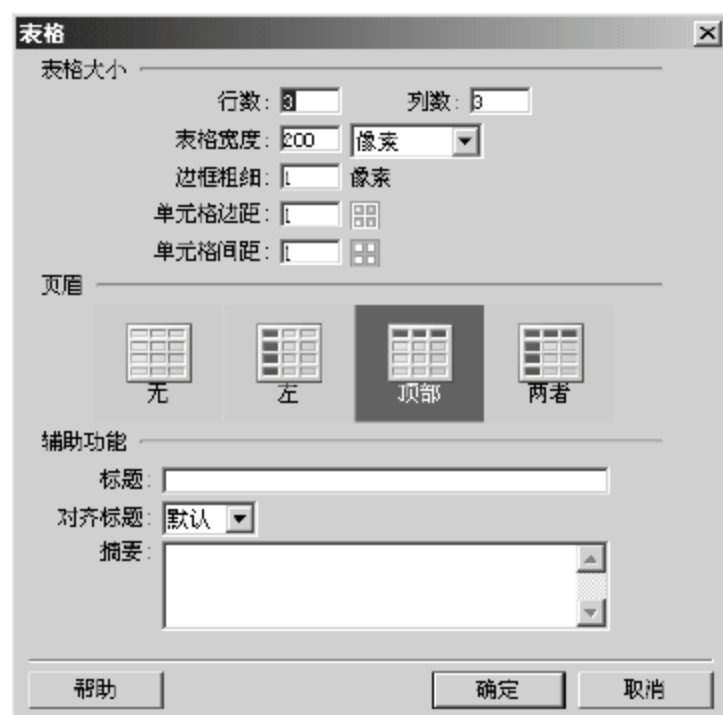 表格
表格大小
行数: 3 列数: 3
表格宽度: 200 像素
边框粗细: 1 像素
单元格边距: 1
单元格间距: 1
页眉
无 左 顶部 两者
辅助功能
标题:
对齐标题: 默认
摘要:
帮助 确定 取消